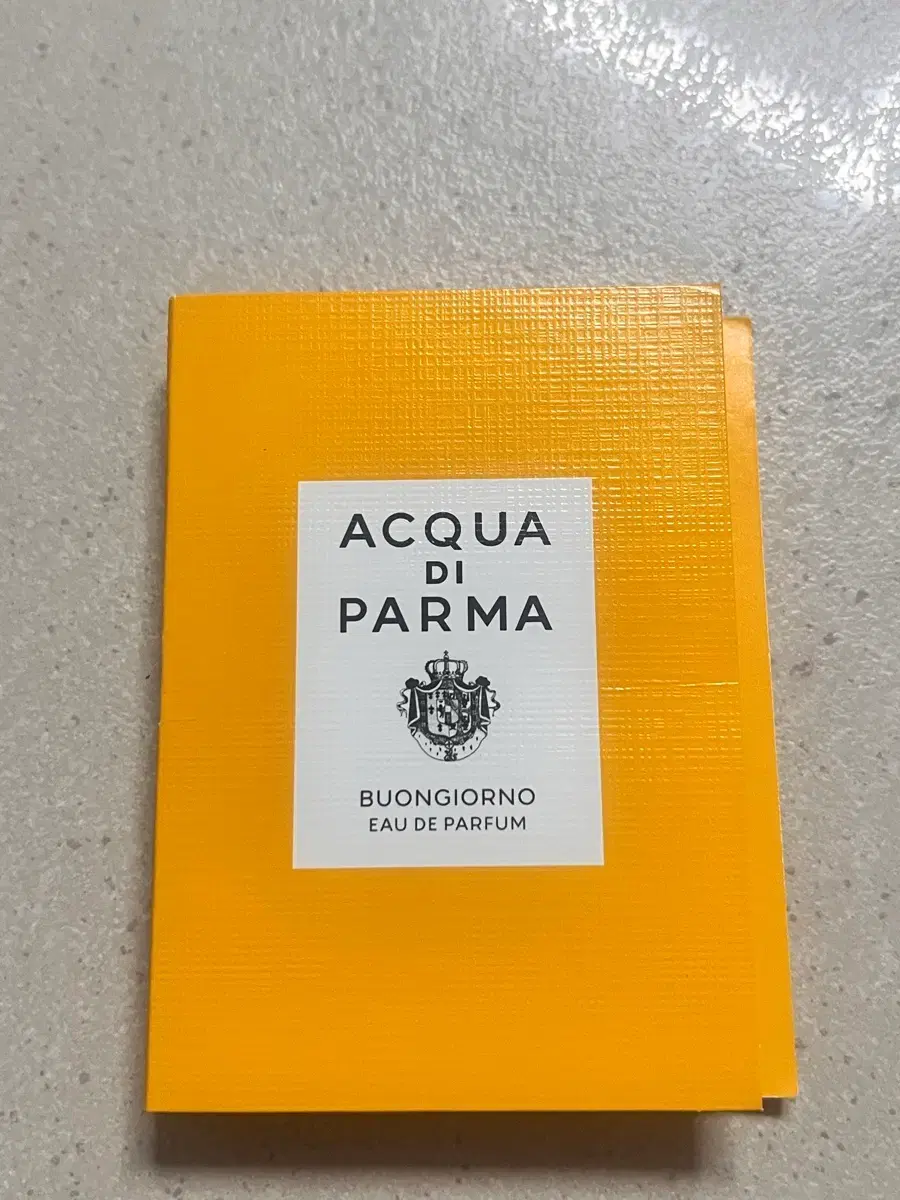 ACQUA
DI
PARMA
BUONGIORNO
EAU DE PARFUM